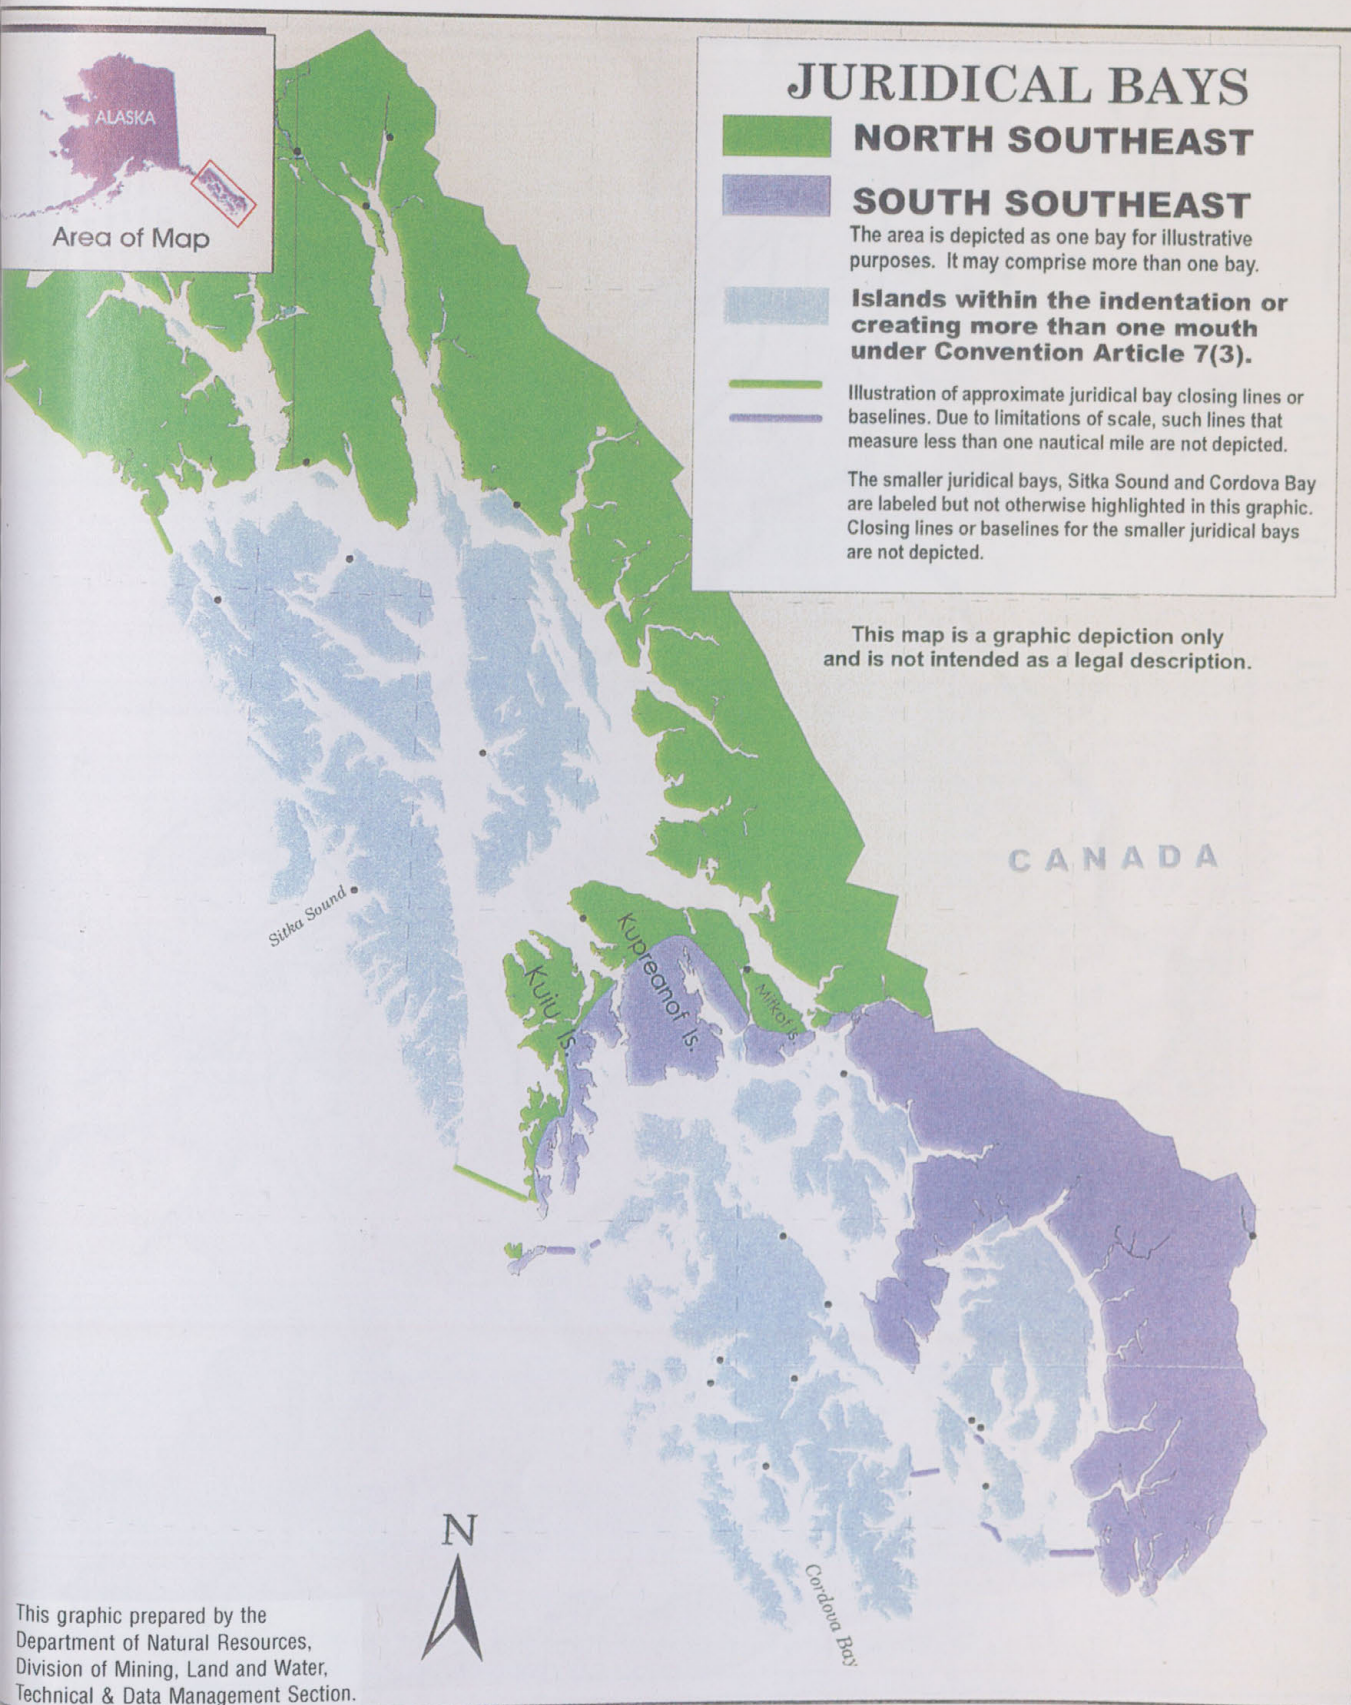 ALASKA
Area of Map
JURIDICAL BAYS
NORTH SOUTHEAST
SOUTH SOUTHEAST
The area is depicted as one bay for illustrative
purposes. It may comprise more than one bay.
Islands within the indentation or
creating more than one mouth
under Convention Article 7(3).
Illustration of approximate juridical bay closing lines or
baselines. Due to limitations of scale, such lines that
measure less than one nautical mile are not depicted.
The smaller juridical bays, Sitka Sound and Cordova Bay
are labeled but not otherwise highlighted in this graphic.
Closing lines or baselines for the smaller juridical bays
are not depicted.
This map is a graphic depiction only
and is not intended as a legal description.
CANADA
Sitka Sound
Kupreanof Is.
Kuiu Is.
Mitkof Is.
N
Cordova Bay
This graphic prepared by the
Department of Natural Resources,
Division of Mining, Land and Water,
Technical & Data Management Section.